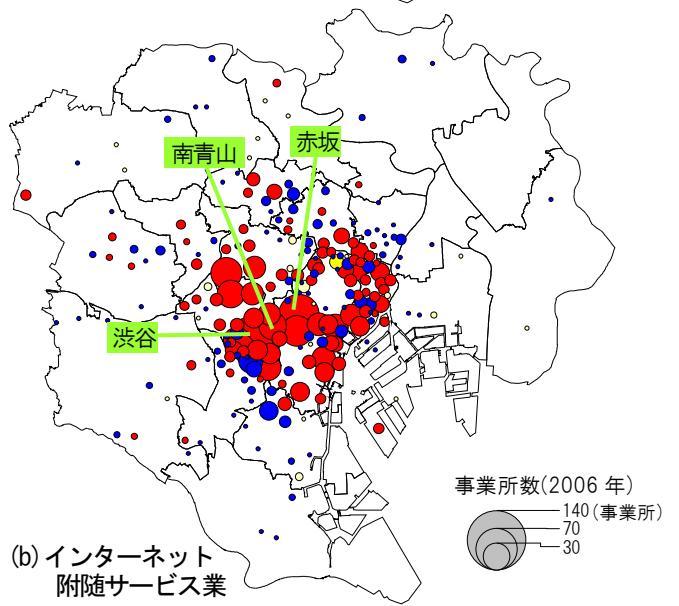 赤坂
南青山
渋谷
事業所数(2006 年)
140(事業所)
70
30
(b) インターネット
附随サービス業